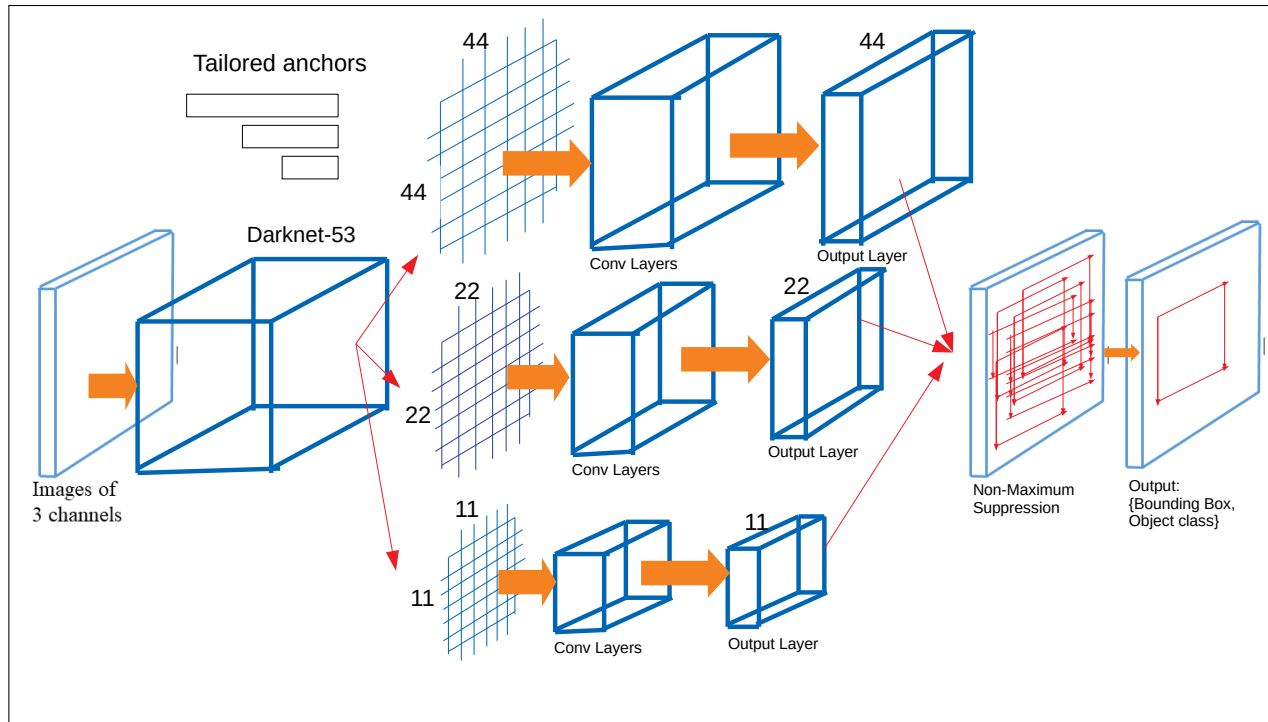 Tailored anchors
Darknet-53
Images of
3 channels
44
44
Conv Layers
44
Output Layer
22
22
Conv Layers
22
Output Layer
11
11
Conv Layers
11
Output Layer
Non-Maximum
Suppression
Output:
{Bounding Box,
Object class}